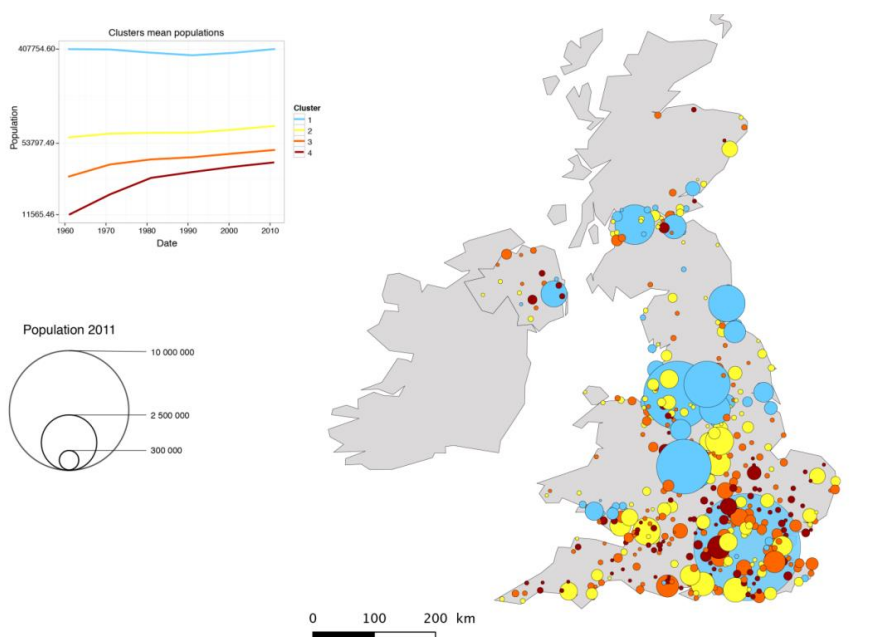 Clusters mean populations
407754.60
53797.49
11565.46
Population
1960 1970 1980 1990 2000 2010
Date
Cluster
1
2
3
4
Population 2011
10 000 000
2 500 000
300 000
0 100 200 km